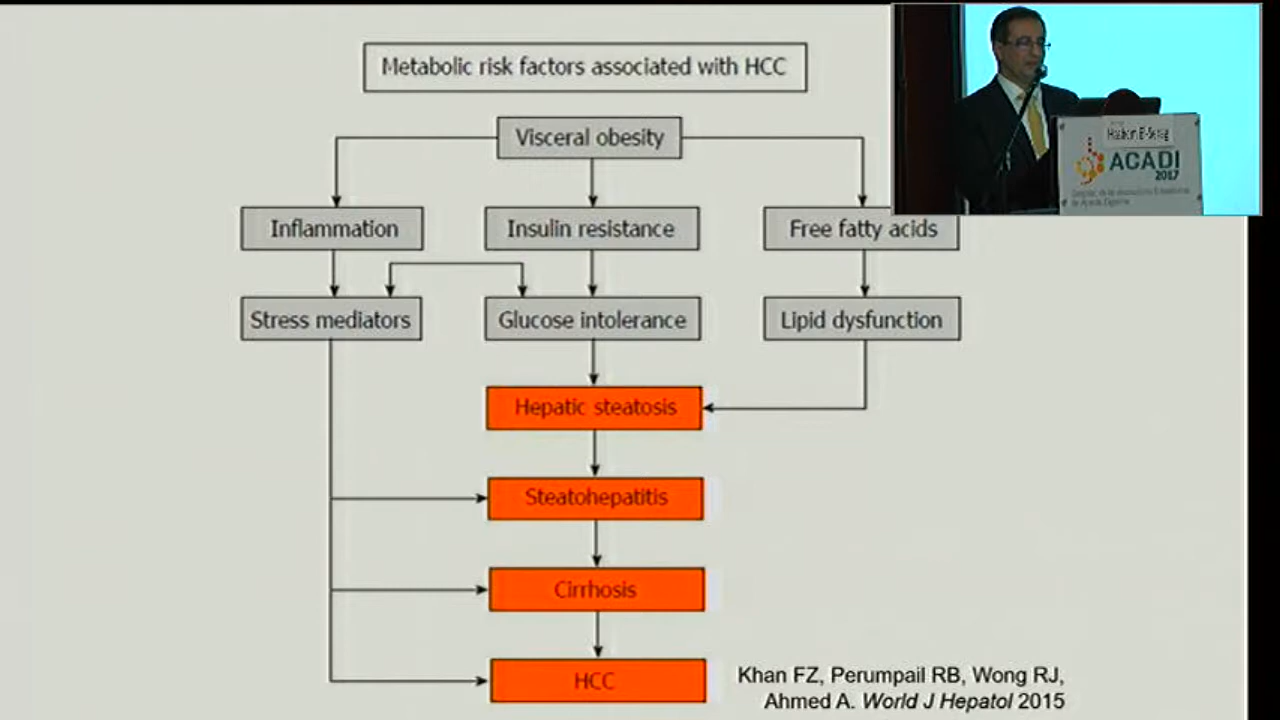 Metabolic risk factors associated with HCC
Visceral obesity
Inflammation
Insulin resistance
Free fatty acids
Stress mediators
Glucose intolerance
Lipid dysfunction
Hepatic steatosis
Steatohepatitis
Cirrhosis
HCC
Khan FZ, Perumpail RB, Wong RJ,
Ahmed A. World J Hepatol 2015
ACADI
2017